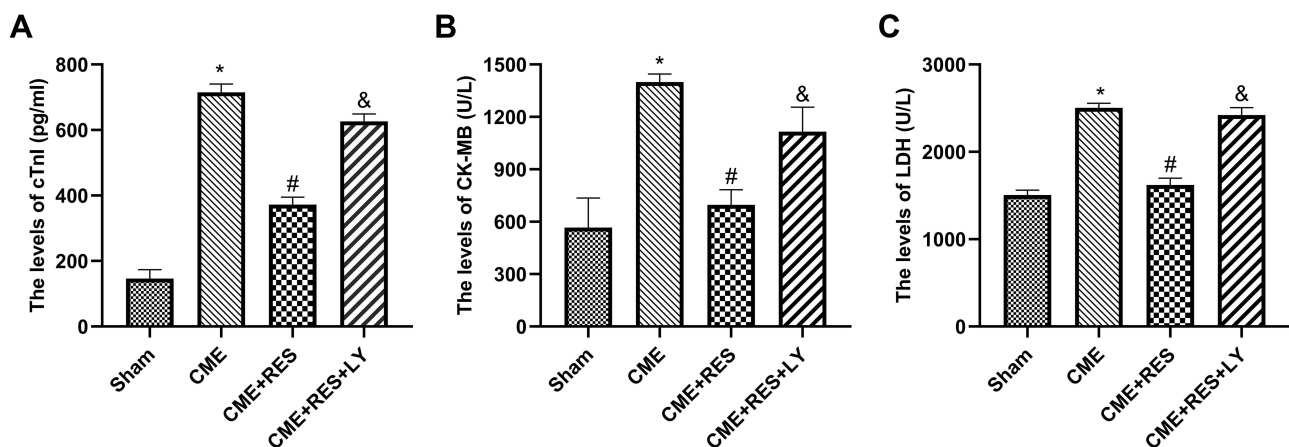 A
The levels of cTnI (pg/ml)
800
600
400
200
0
*
#
&
Sham
CME
CME+RES
CME+RES+LY
B
The levels of CK-MB (U/L)
1500
1200
900
600
300
0
*
#
&
Sham
CME
CME+RES
CME+RES+LY
C
The levels of LDH (U/L)
3000
2000
1000
0
*
#
&
Sham
CME
CME+RES
CME+RES+LY